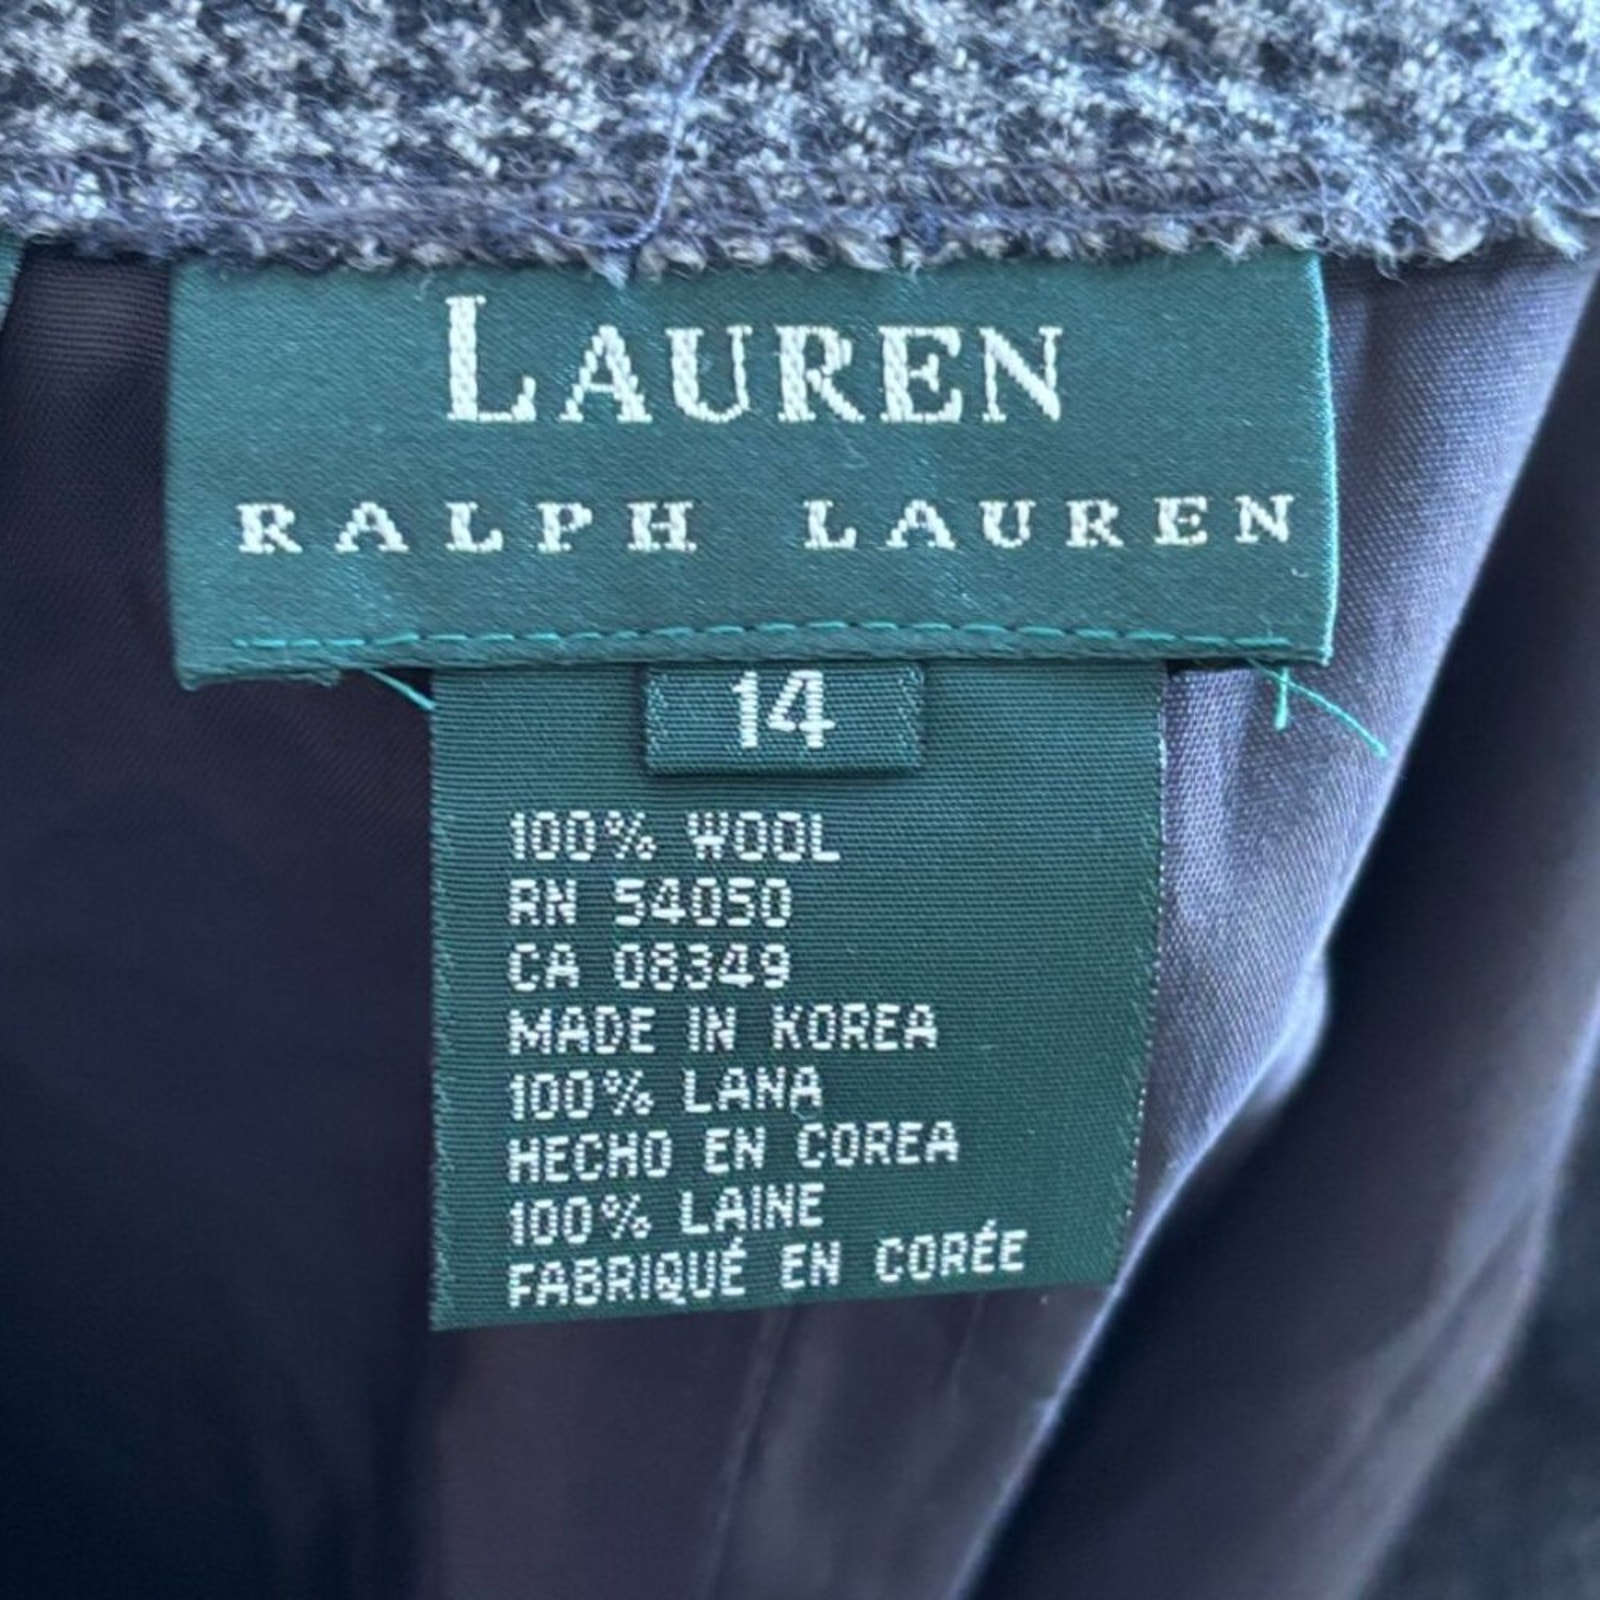 LAUREN
RALPH LAUREN
14
100% WOOL
RN 54050
CA 08349
MADE IN KOREA
100% LANA
HECHO EN COREA
100% LAINE
FABRIQUÉ EN CORÉE